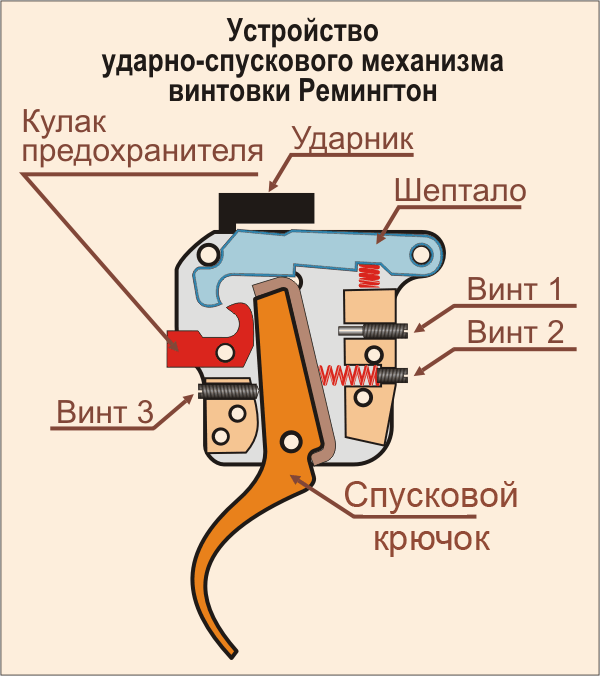 Устройство
ударно-спускового механизма
винтовки Ремингтон
Кулак
предохранителя
Ударник
Шептало
Винт 1
Винт 2
Винт 3
Спусковой
крючок